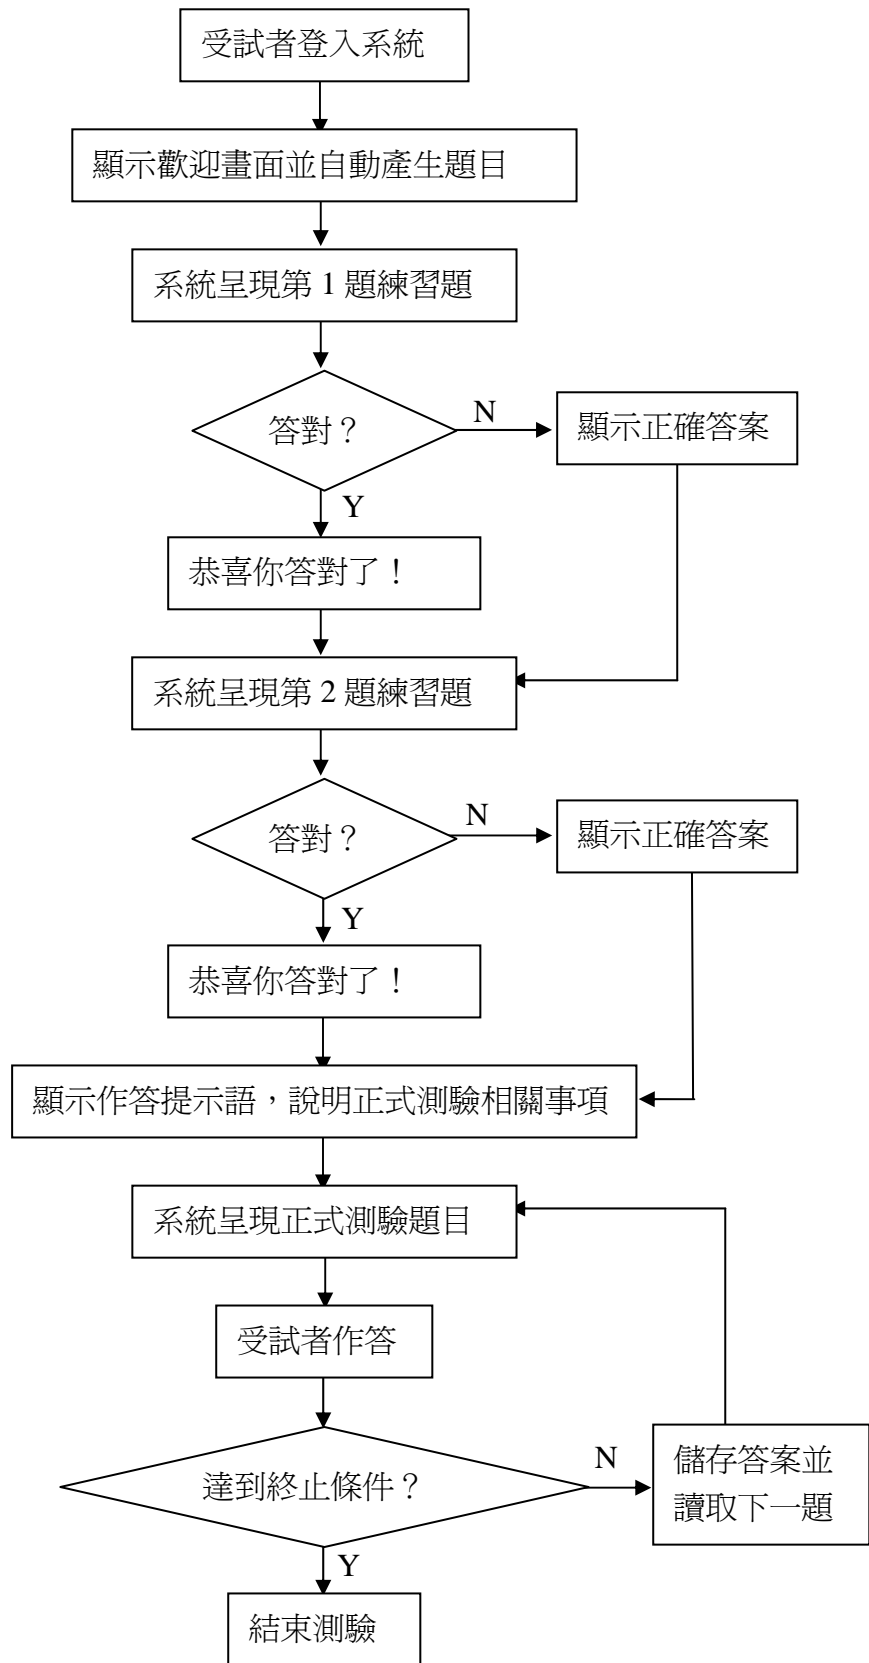 受試者登入系統
顯示歡迎畫面並自動產生題目
系統呈現第 1 題練習題
答對？
N
顯示正確答案
Y
恭喜你答對了！
系統呈現第 2 題練習題
答對？
N
顯示正確答案
Y
恭喜你答對了！
顯示作答提示語，說明正式測驗相關事項
系統呈現正式測驗題目
受試者作答
達到終止條件？
N
儲存答案並
讀取下一題
Y
結束測驗